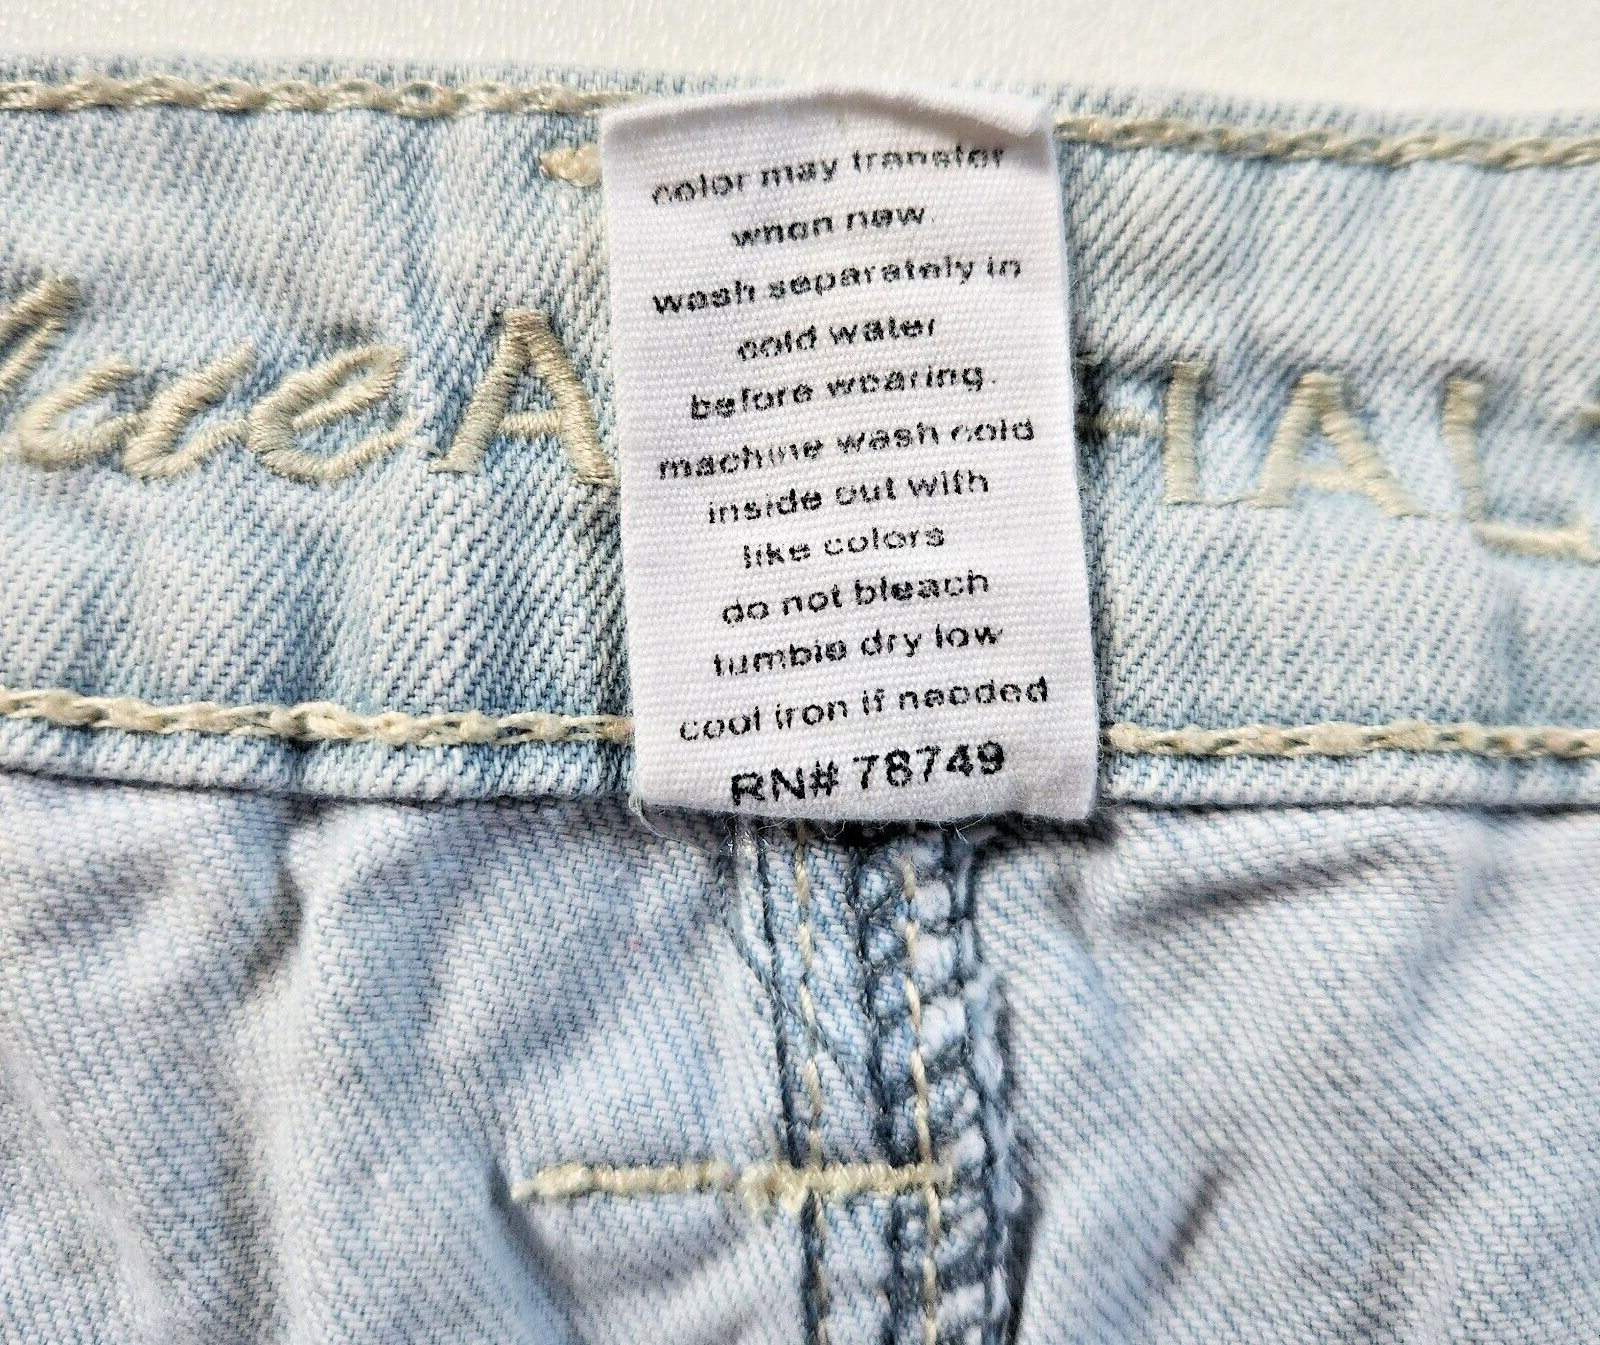 color may transfer
when new.
wash separately in
cold water
before wearing.
machine wash cold
inside out with
like colors
do not bleach
tumble dry low
cool iron if needed
RN# 78749